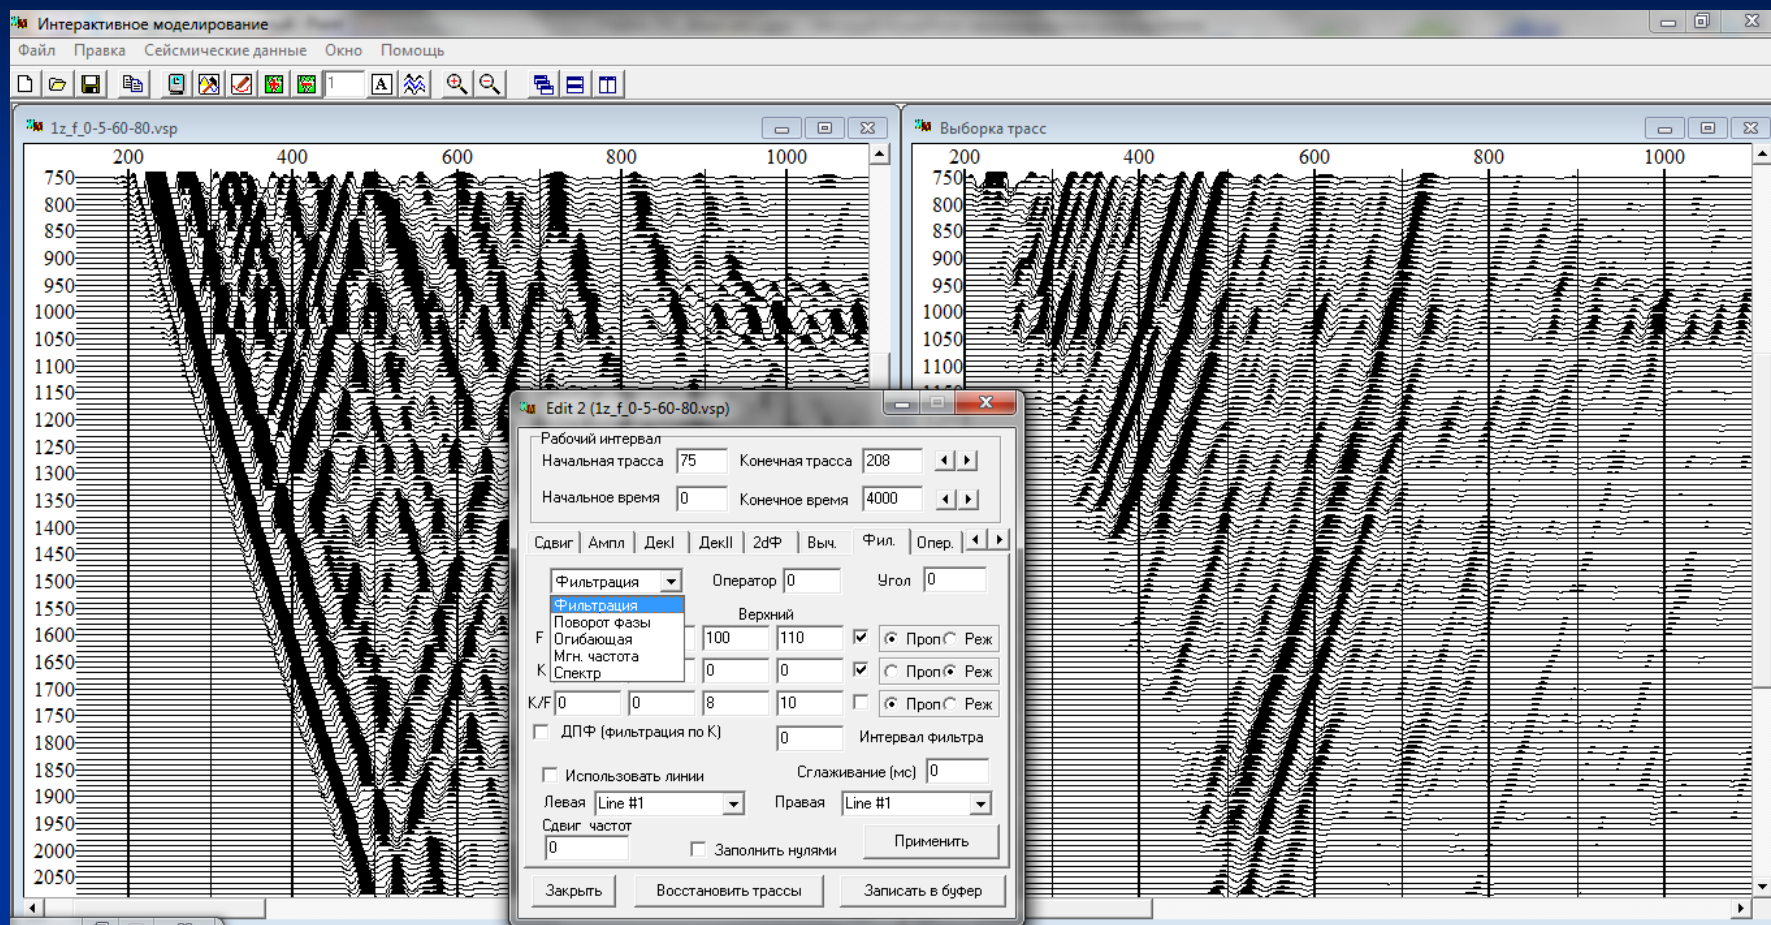 Интерактивное моделирование
Файл Правка Сейсмические данные Окно Помощь
1 A
1z_f_0-5-60-80.vsp
200 400 600 800 1000
750
800
850
900
950
1000
1050
1100
1150
1200
1250
1300
1350
1400
1450
1500
1550
1600
1650
1700
1750
1800
1850
1900
1950
2000
2050
Выборка трасс
200 400 600 800 1000
750
800
850
900
950
1000
1050
1100
Edit 2 (1z_f_0-5-60-80.vsp)
Рабочий интервал
Начальная трасса 75 Конечная трасса 208
Начальное время 0 Конечное время 4000
Сдвиг Ампл ДекI ДекII 2dФ Выч. Фил. Опер.
Фильтрация Оператор 0 Угол 0
Фильтрация
Поворот фазы
Огибающая
Мгн. частота
Спектр
Верхний
F 100 110 Проп Реж
K 0 0 Проп Реж
K/F 0 0 8 10 Проп Реж
ДПФ (фильтрация по K) 0 Интервал фильтра
Использовать линии Сглаживание (мс) 0
Левая Line #1 Правая Line #1
Сдвиг частот
0 Заполнить нулями Применить
Закрыть Восстановить трассы Записать в буфер